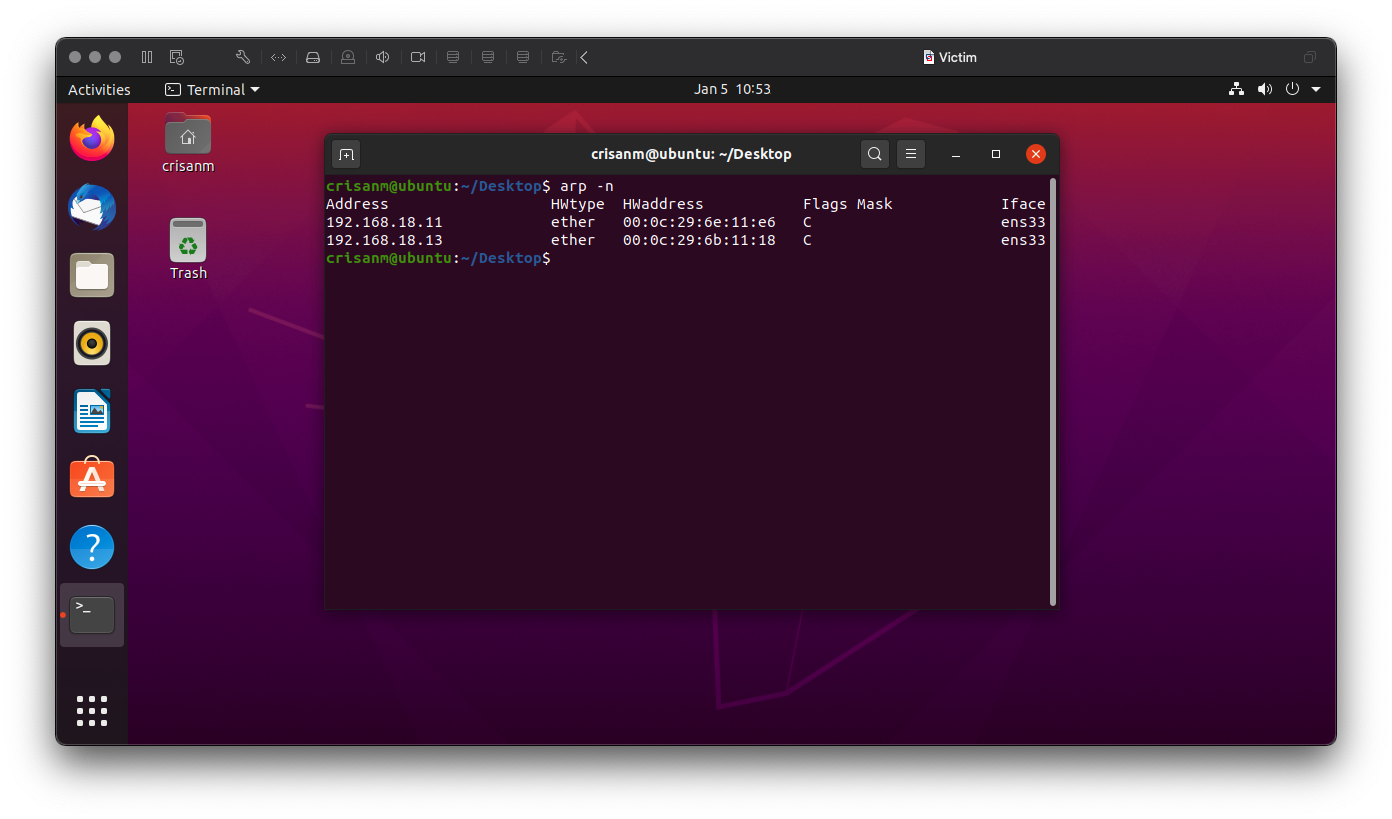 Victim
Activities Terminal Jan 5 10:53
crisanm
Trash
crisanm@ubuntu: ~/Desktop
crisanm@ubuntu:~/Desktop$ arp -n
Address HWtype HWaddress Flags Mask Iface
192.168.18.11 ether 00:0c:29:6e:11:e6 C ens33
192.168.18.13 ether 00:0c:29:6b:11:18 C ens33
crisanm@ubuntu:~/Desktop$